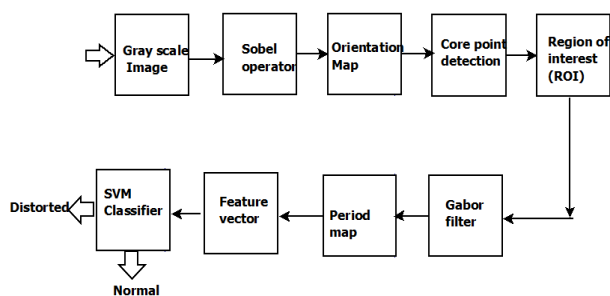 Gray scale
Image
Sobel
operator
Orientation
Map
Core point
detection
Region of
interest
(ROI)
Gabor
filter
Period
map
Feature
vector
SVM
Classifier
Distorted
Normal